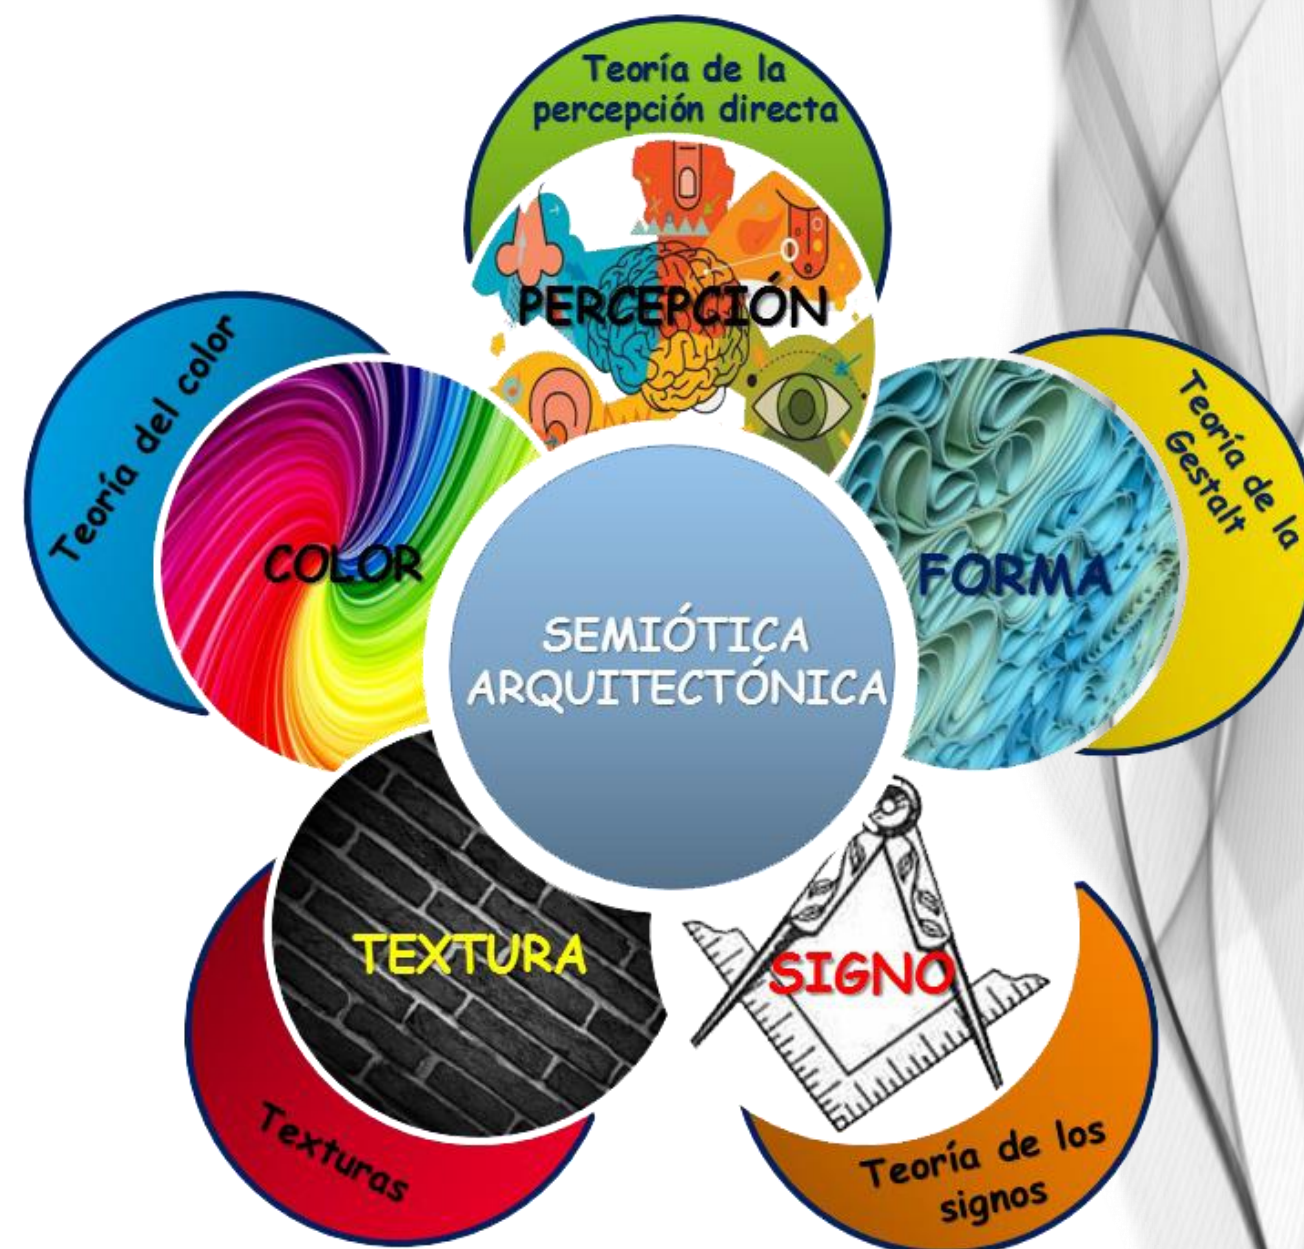 Teoría de la
percepción directa
PERCEPCIÓN
Teoría del color
COLOR
Teoría de la
Gestalt
FORMA
SEMIÓTICA
ARQUITECTÓNICA
TEXTURA
Texturas
SIGNO
Teoría de los
signos